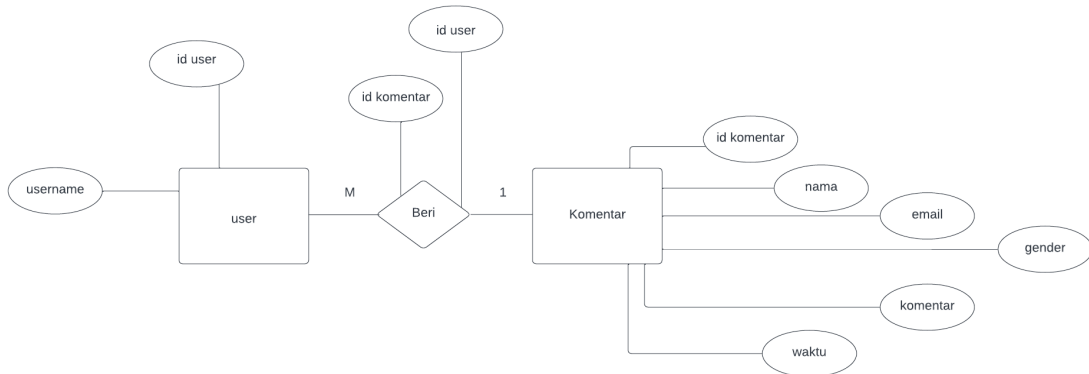 id user
id user
id komentar
id komentar
username
M
1
nama
user
Beri
Komentar
email
gender
komentar
waktu